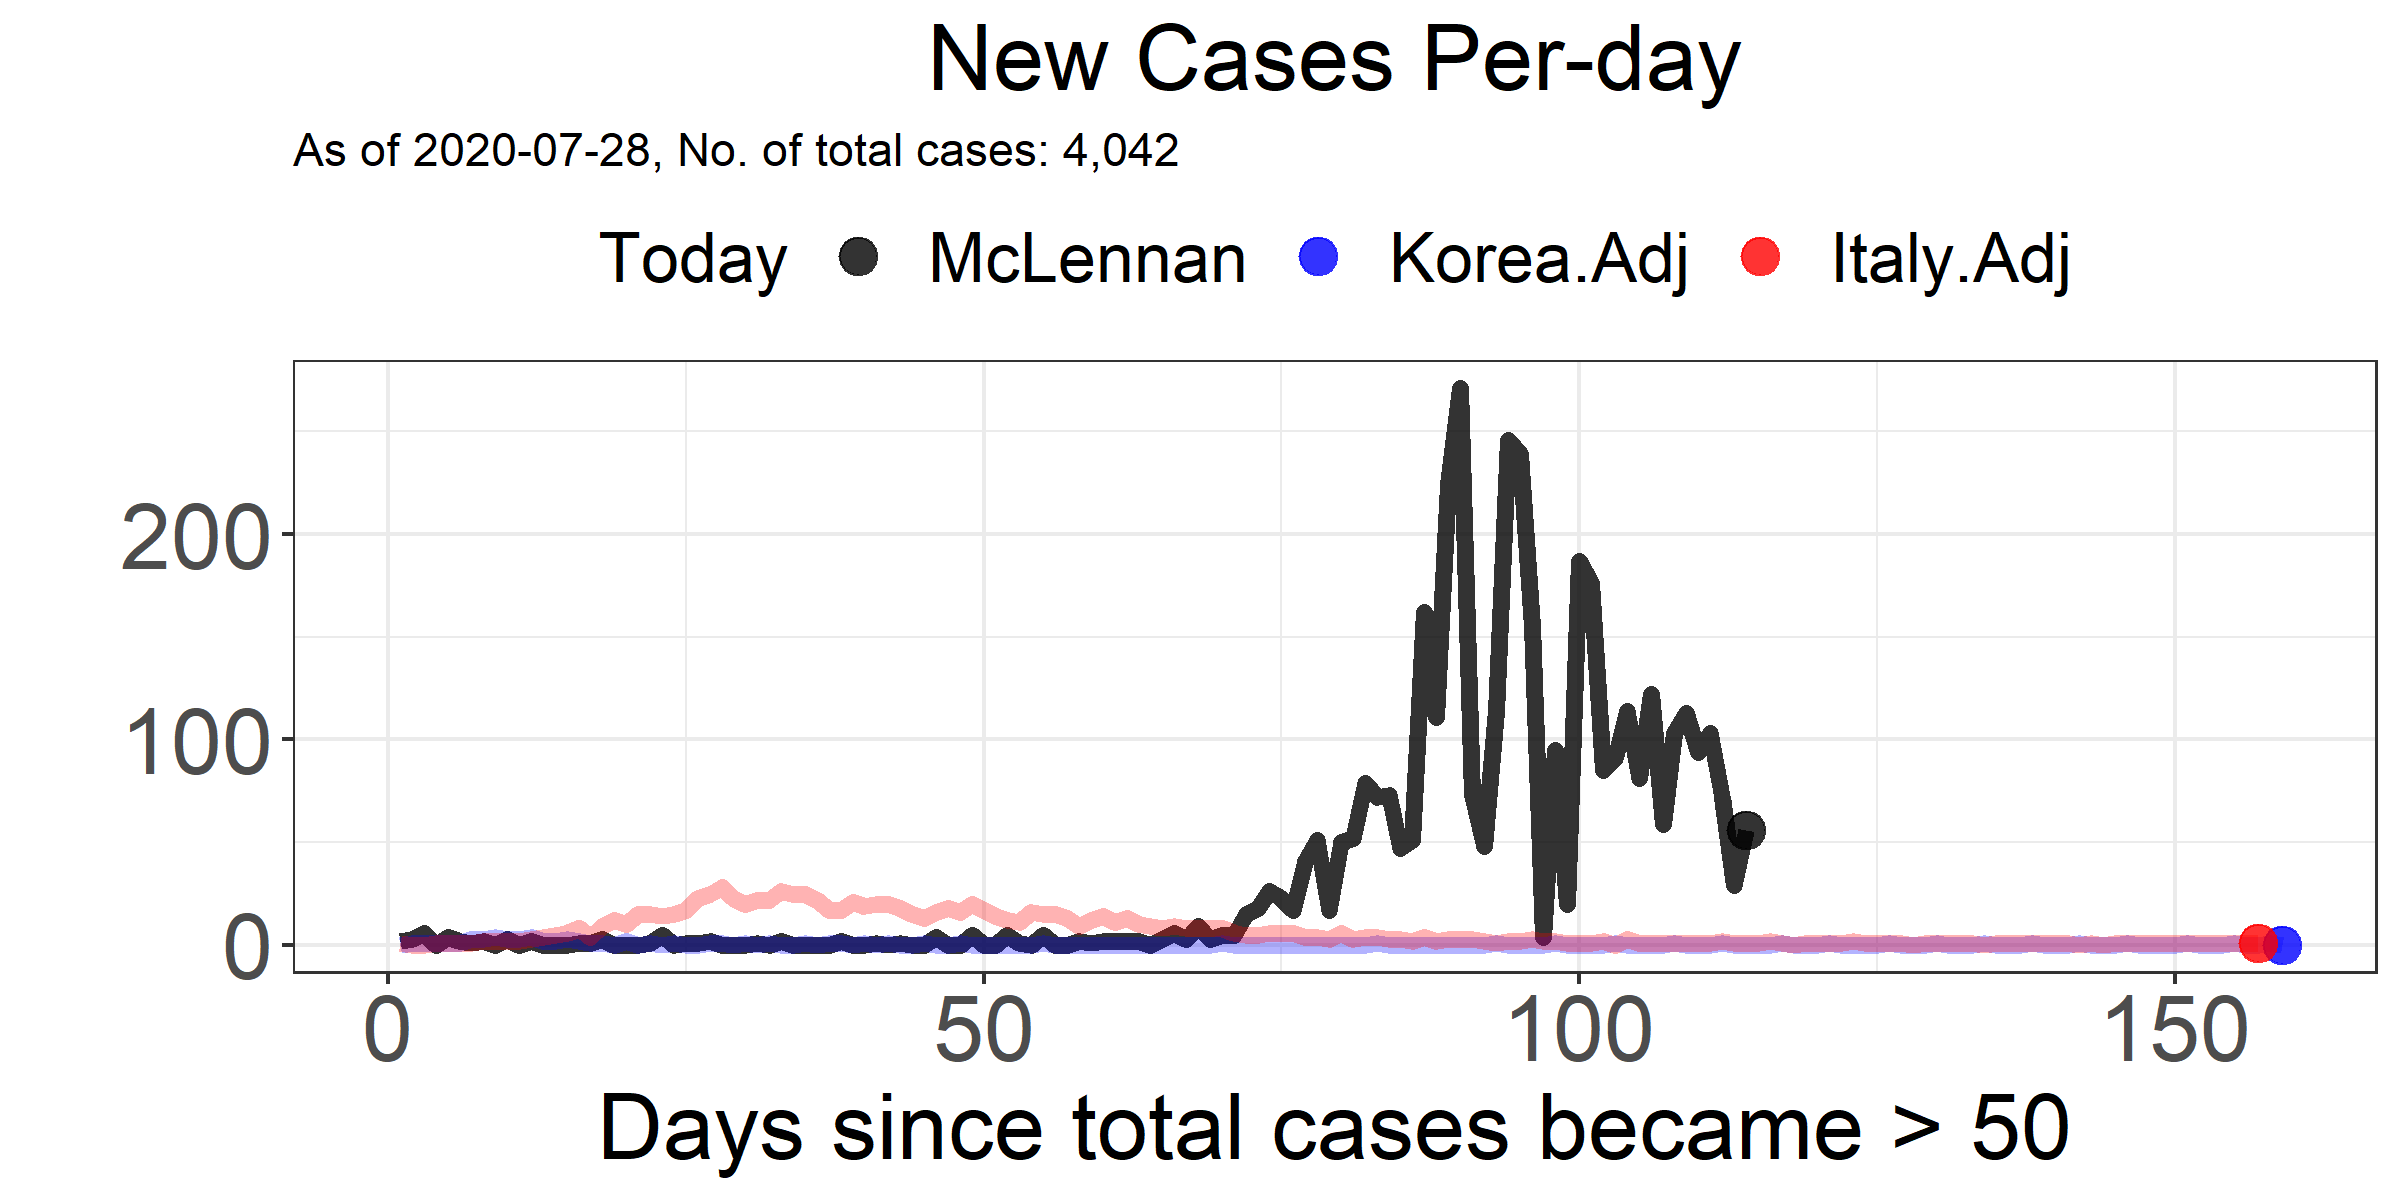 New Cases Per-day
As of 2020-07-28, No. of total cases: 4,042
Today McLennan Korea.Adj Italy.Adj
200
100
0
0 50 100 150
Days since total cases became > 50